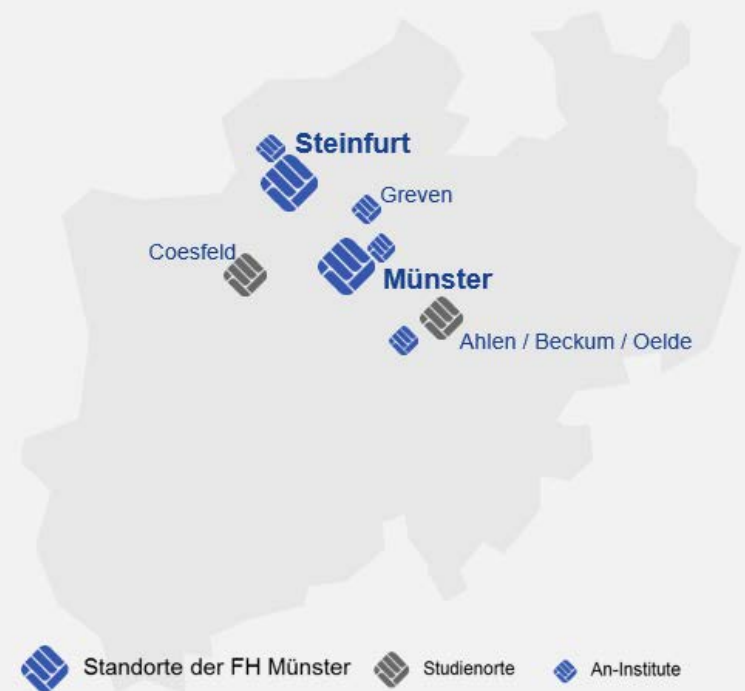 Steinfurt
Greven
Coesfeld
Münster
Ahlen / Beckum / Oelde
Standorte der FH Münster
Studienorte
An-Institute